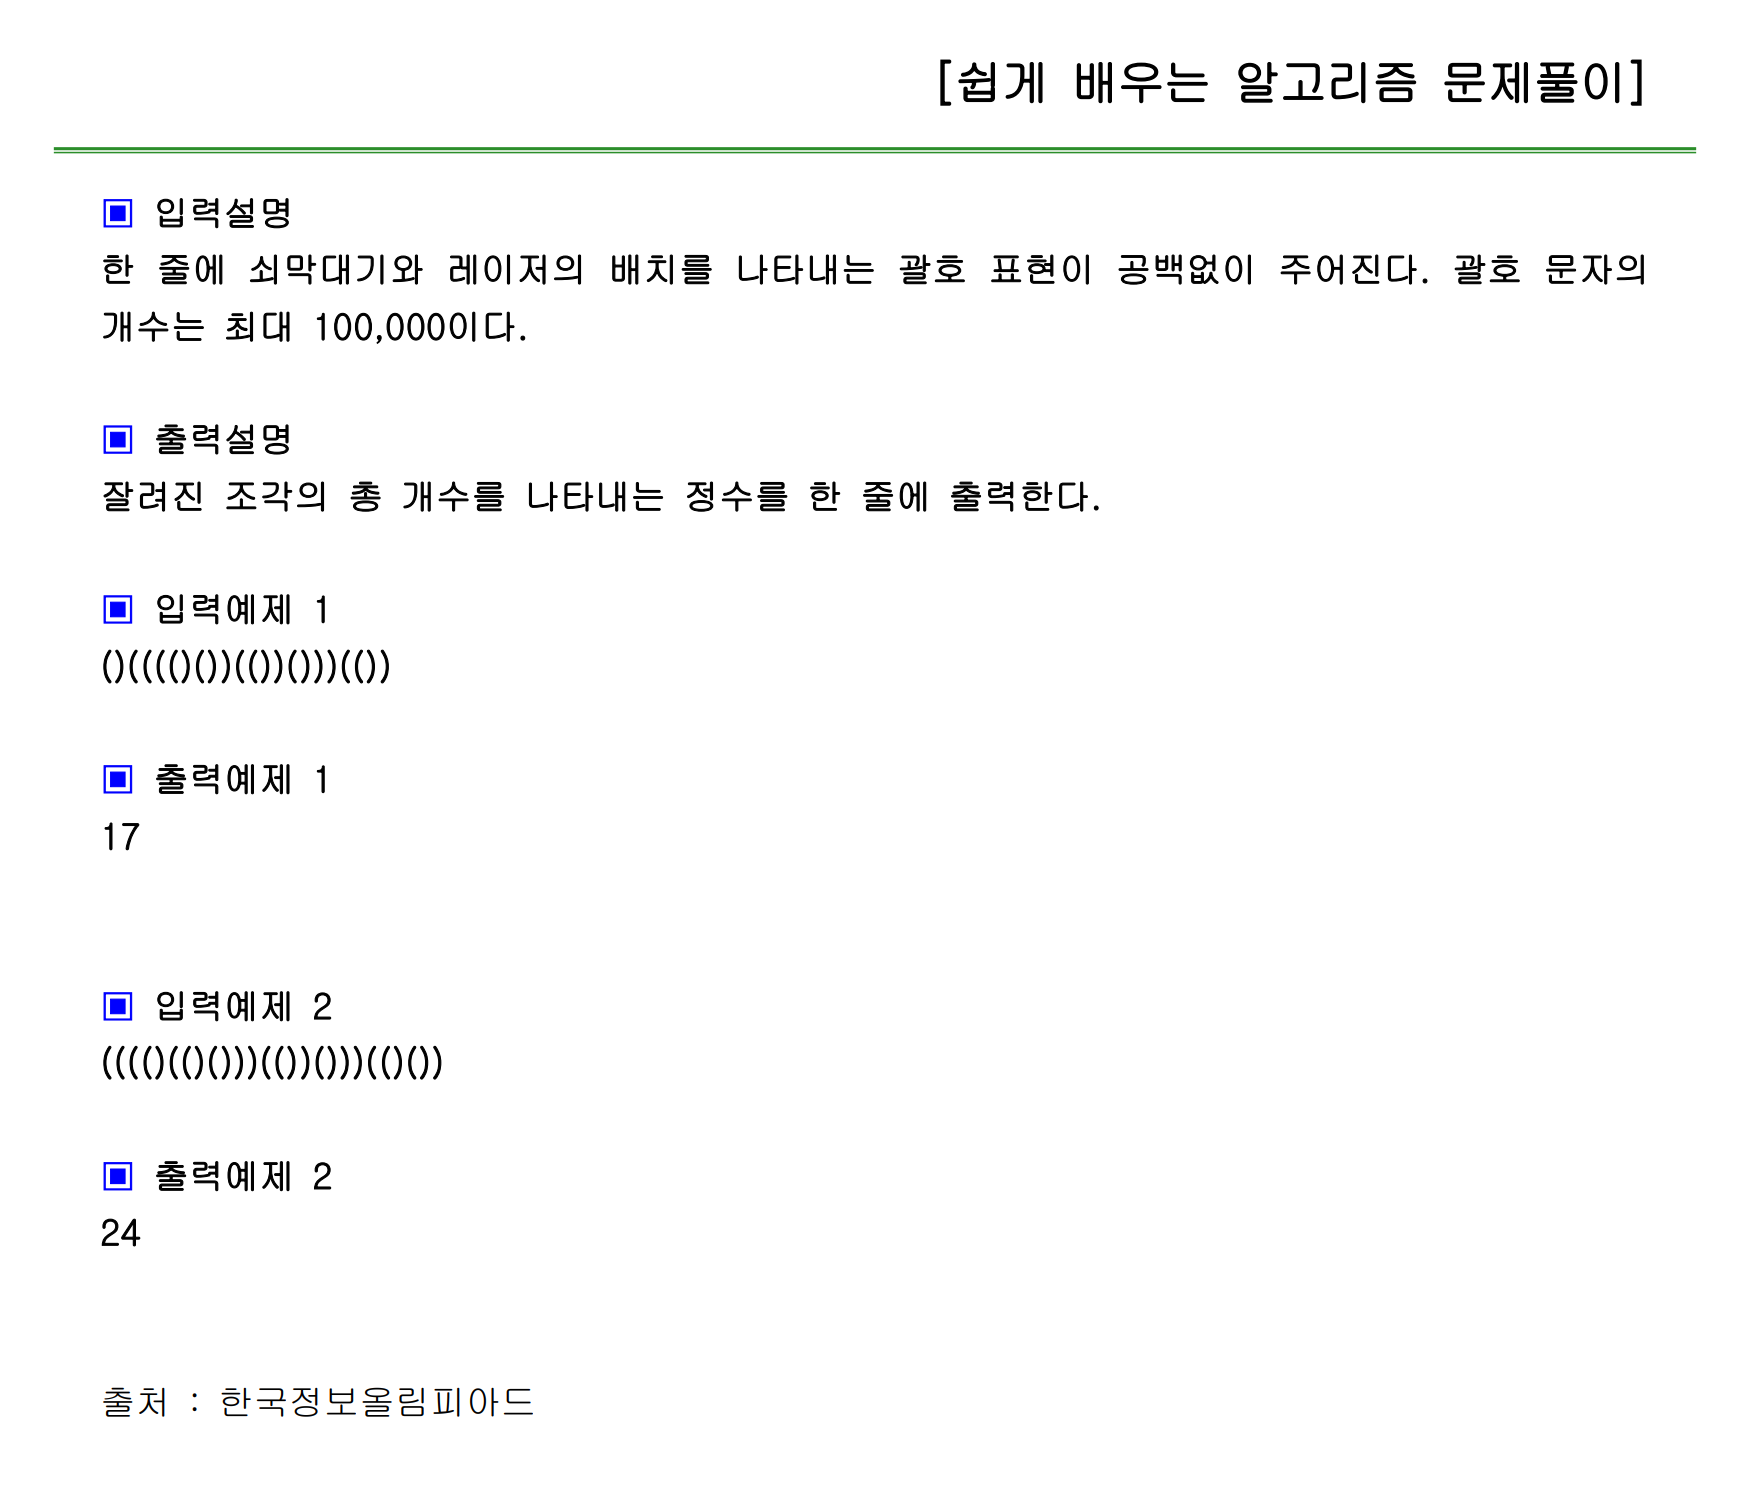 [쉽게 배우는 알고리즘 문제풀이]
▣ 입력설명
한 줄에 쇠막대기와 레이저의 배치를 나타내는 괄호 표현이 공백없이 주어진다. 괄호 문자의
개수는 최대 100,000이다.
▣ 출력설명
잘려진 조각의 총 개수를 나타내는 정수를 한 줄에 출력한다.
▣ 입력예제 1
()(((()())(())()))(())
▣ 출력예제 1
17
▣ 입력예제 2
(((()(()()))(())()))(()())
▣ 출력예제 2
24
출처 : 한국정보올림피아드